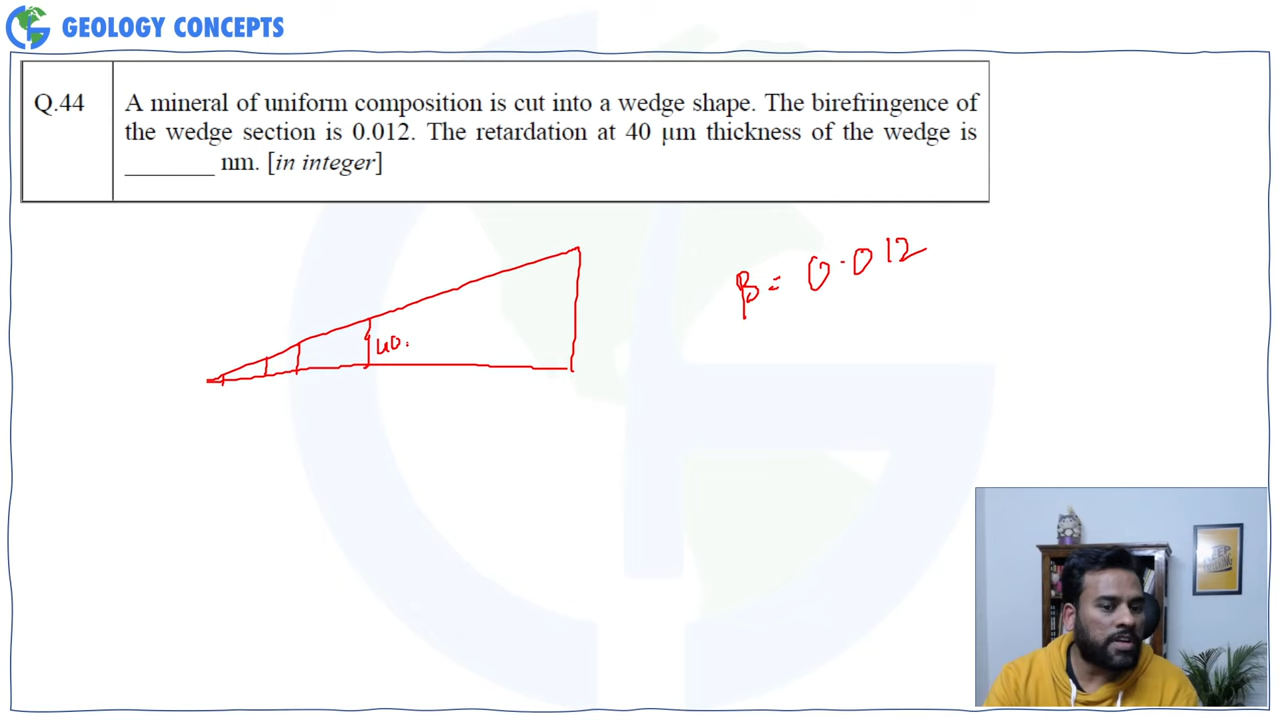 GEOLOGY CONCEPTS
Q.44
A mineral of uniform composition is cut into a wedge shape. The birefringence of
the wedge section is 0.012. The retardation at 40 μm thickness of the wedge is
_______ nm. [in integer]
β = 0.012
40.